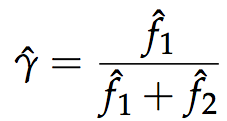 γ̂ = f̂₁ / (f̂₁ + f̂₂)